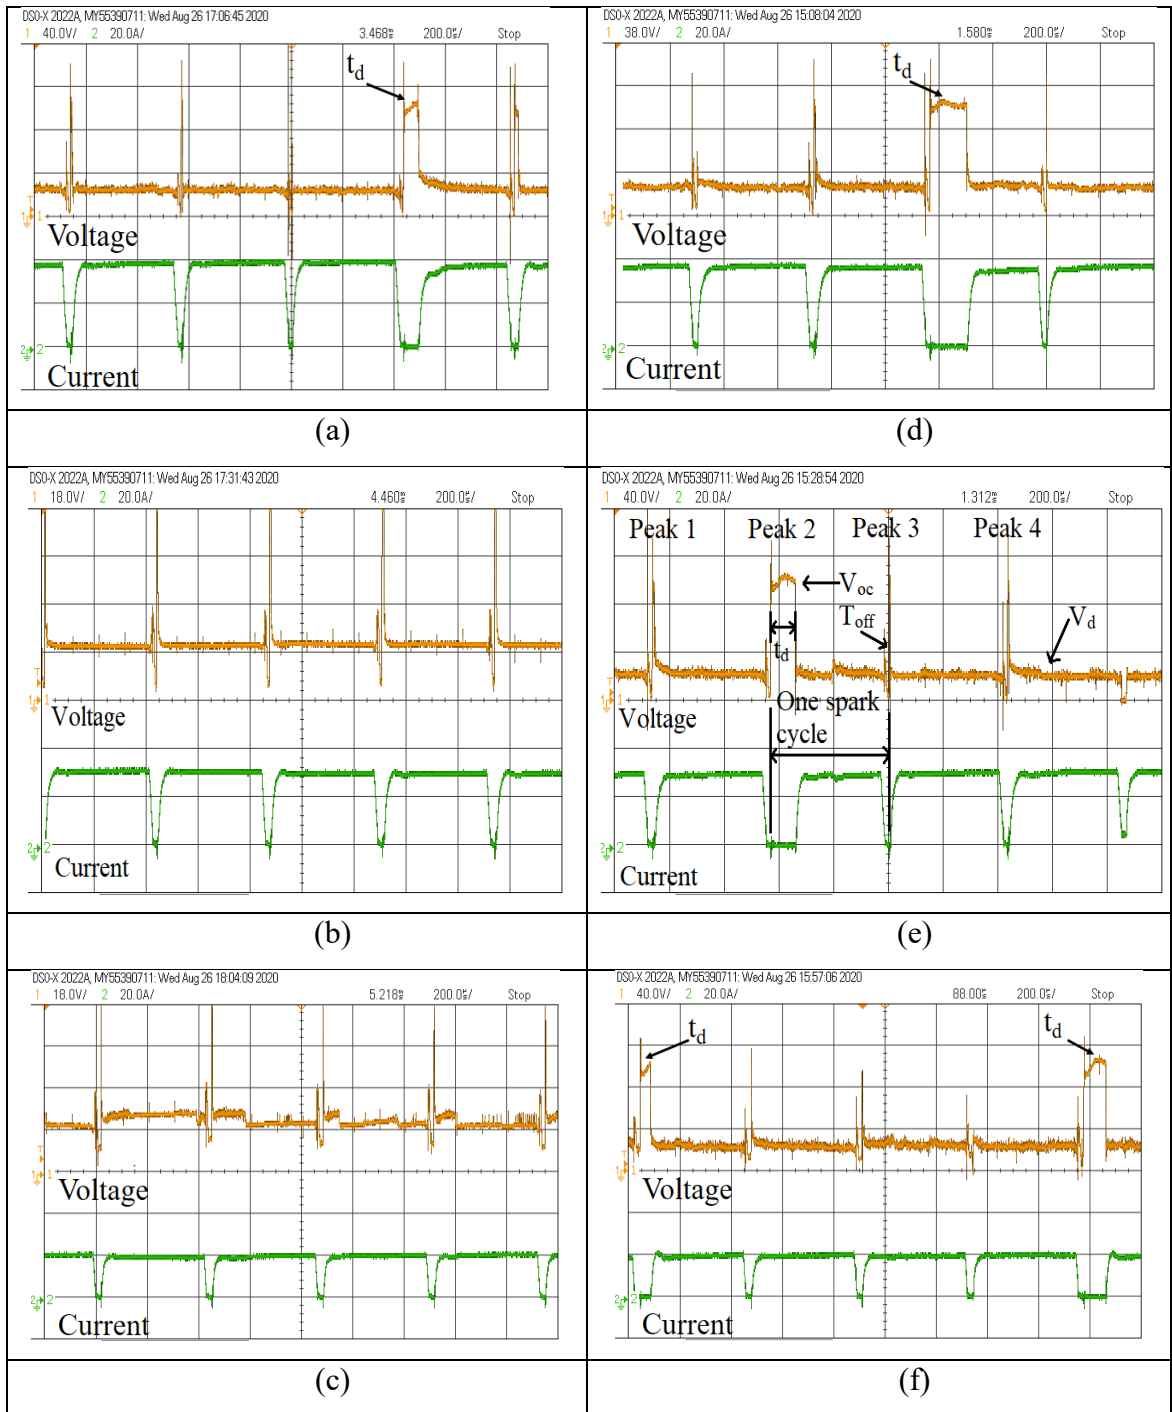 DSO-X 2022A, MY55390711: Wed Aug 26 17:06:45 2020
1 40.0V/ 2 20.0A/ 3.468s 200.0s/ Stop
td
Voltage
Current
(a)
DSO-X 2022A, MY55390711: Wed Aug 26 15:08:04 2020
1 38.0V/ 2 20.0A/ 1.580s 200.0s/ Stop
td
Voltage
Current
(d)
DSO-X 2022A, MY55390711: Wed Aug 26 17:31:43 2020
1 18.0V/ 2 20.0A/ 4.460s 200.0s/ Stop
Voltage
Current
(b)
DSO-X 2022A, MY55390711: Wed Aug 26 15:28:54 2020
1 40.0V/ 2 20.0A/ 1.312s 200.0s/ Stop
Peak 1 Peak 2 Peak 3 Peak 4
Voc
Toff
Vd
td
One spark
cycle
Voltage
Current
(e)
DSO-X 2022A, MY55390711: Wed Aug 26 18:04:09 2020
1 18.0V/ 2 20.0A/ 5.218s 200.0s/ Stop
Voltage
Current
(c)
DSO-X 2022A, MY55390711: Wed Aug 26 15:57:06 2020
1 40.0V/ 2 20.0A/ 88.00s 200.0s/ Stop
td td
Voltage
Current
(f)